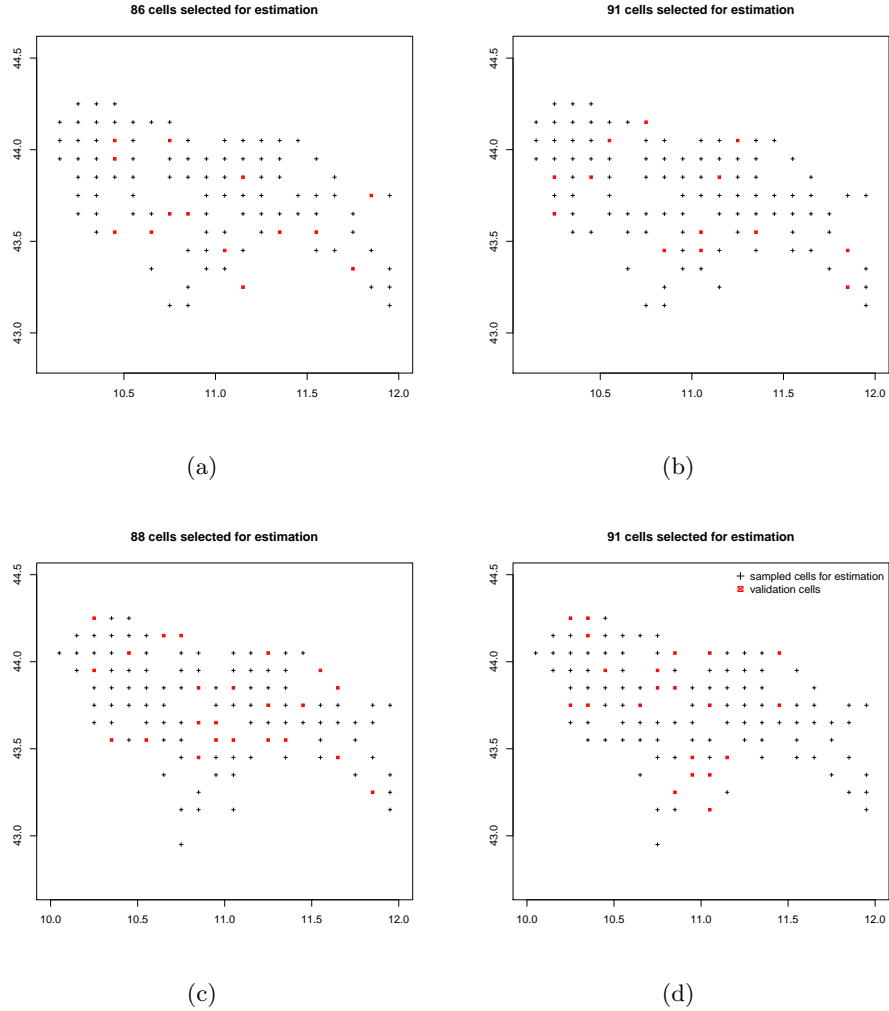 86 cells selected for estimation
44.5
44.0
43.5
43.0
10.5 11.0 11.5 12.0
(a)
91 cells selected for estimation
44.5
44.0
43.5
43.0
10.5 11.0 11.5 12.0
(b)
88 cells selected for estimation
44.5
44.0
43.5
43.0
10.0 10.5 11.0 11.5 12.0
(c)
91 cells selected for estimation
sampled cells for estimation
validation cells
44.5
44.0
43.5
43.0
10.0 10.5 11.0 11.5 12.0
(d)